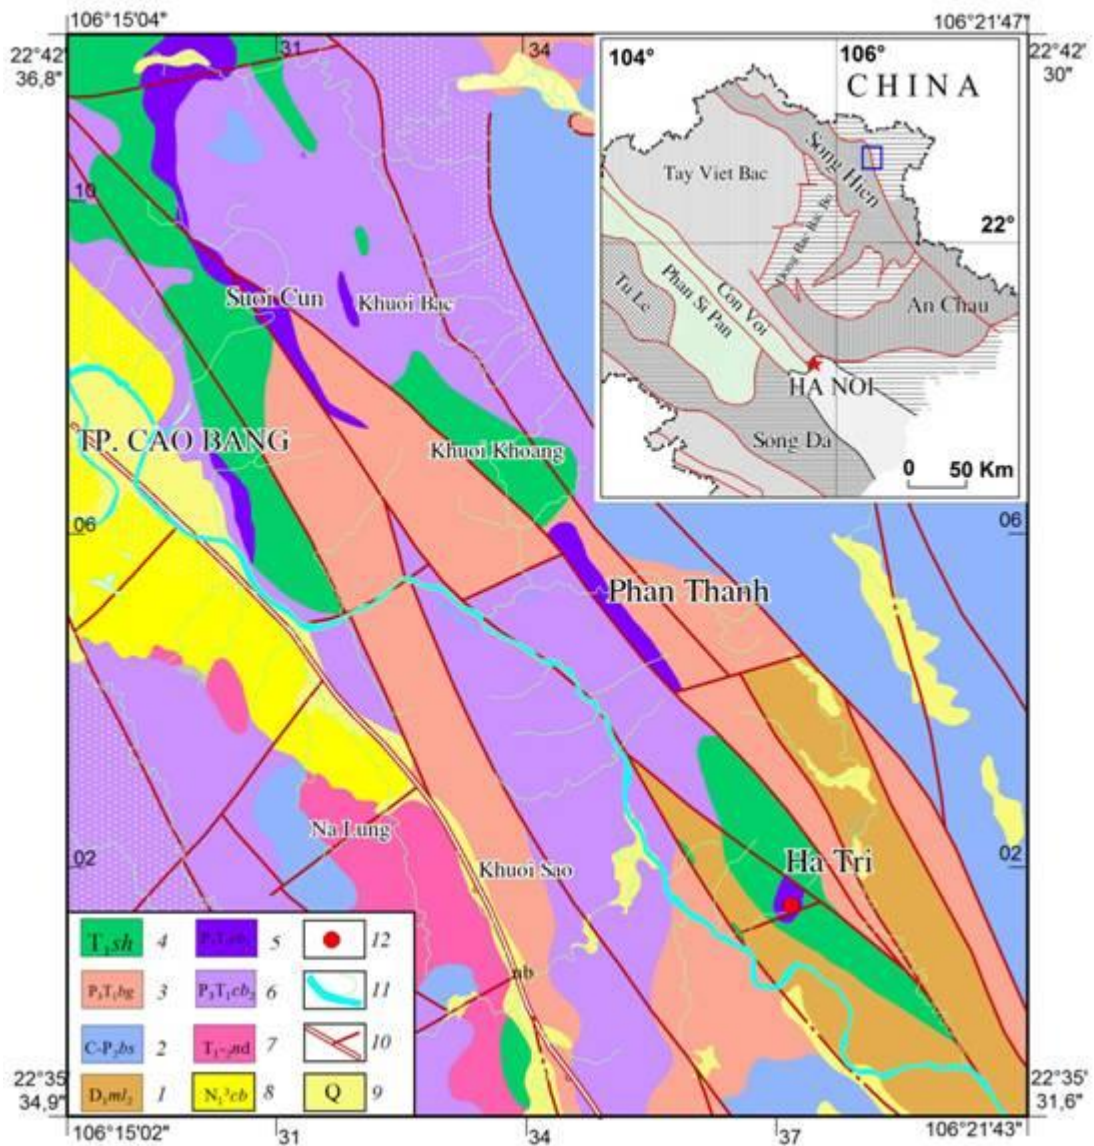 106°15'04"
106°21'47"
22°42'
36,8"
31
34
22°42'
30"
104°
106°
CHINA
Song Hien
Tay Viet Bac
22°
10
Suoi Cun
Khuoi Bac
Tu Le
Phan Si Pan
Con Voi
An Chau
HA NOI
TP. CAO BANG
Khuoi Khoang
Song Da
0 50 Km
06
06
Phan Thanh
Na Lung
02
Khuoi Sao
Ha Tri
02
T₁sh 4
5
12
P₃T₁bg 3
P₃T₁cb₂ 6
11
nb
C-P₂bs 2
T₁-₂nd 7
10
D₁ml₂ 1
N₁³cb 8
Q 9
22°35'
34,9"
22°35'
31,6"
106°15'02"
31
34
37
106°21'43"